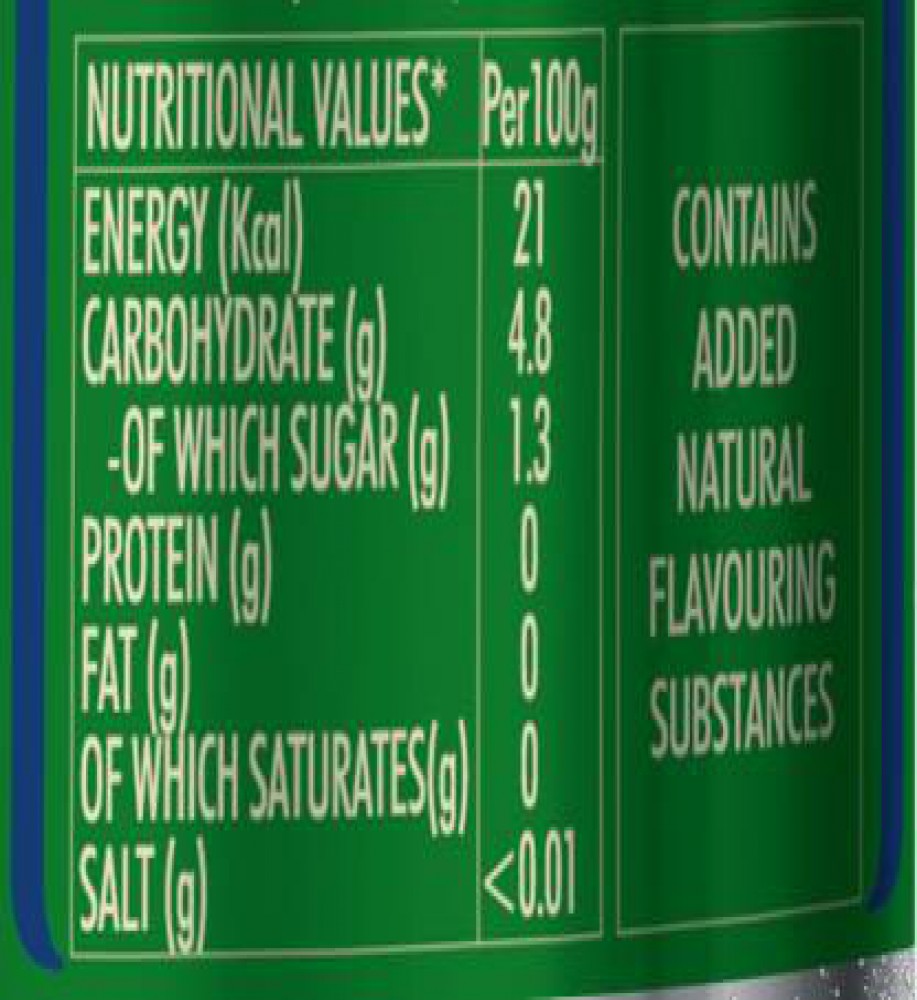 NUTRITIONAL VALUES* Per100g
ENERGY (Kcal) 21
CARBOHYDRATE (g) 4.8
-OF WHICH SUGAR (g) 1.3
PROTEIN (g) 0
FAT (g) 0
OF WHICH SATURATES(g) 0
SALT (g) <0.01
CONTAINS
ADDED
NATURAL
FLAVOURING
SUBSTANCES